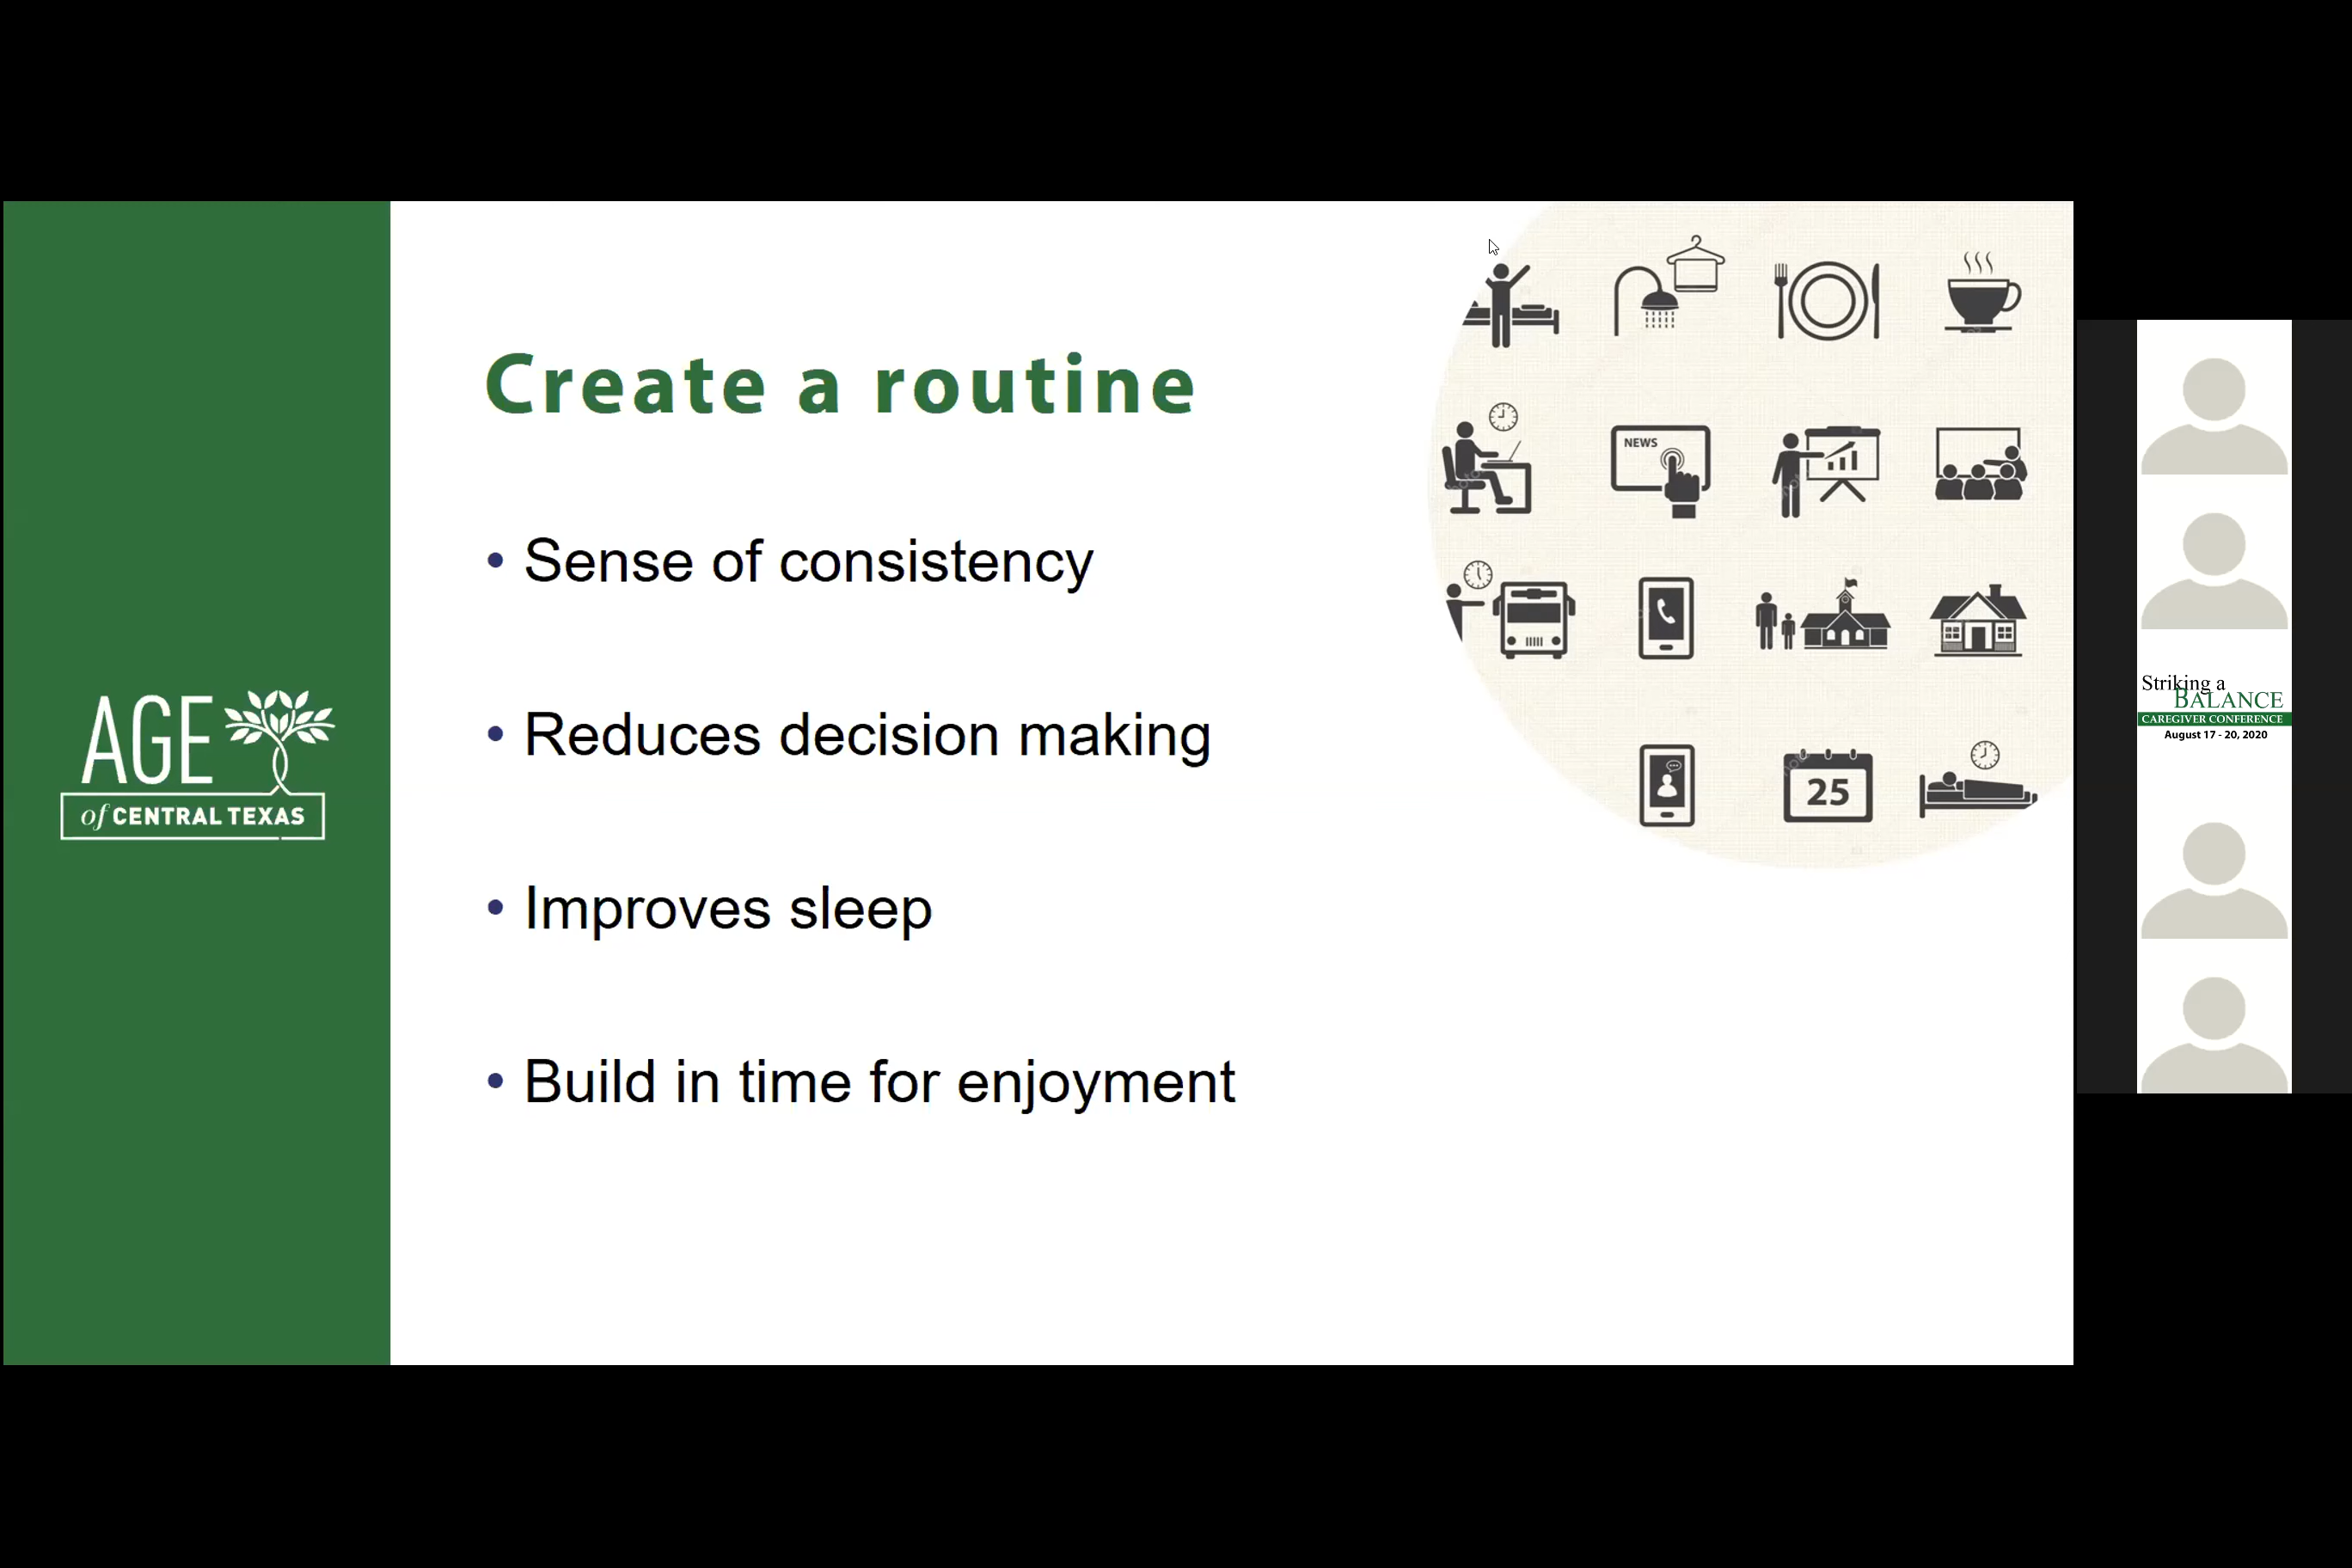 Create a routine
• Sense of consistency
• Reduces decision making
• Improves sleep
• Build in time for enjoyment
AGE
of CENTRAL TEXAS
NEWS
25
Striking a
BALANCE
CAREGIVER CONFERENCE
August 17 - 20, 2020